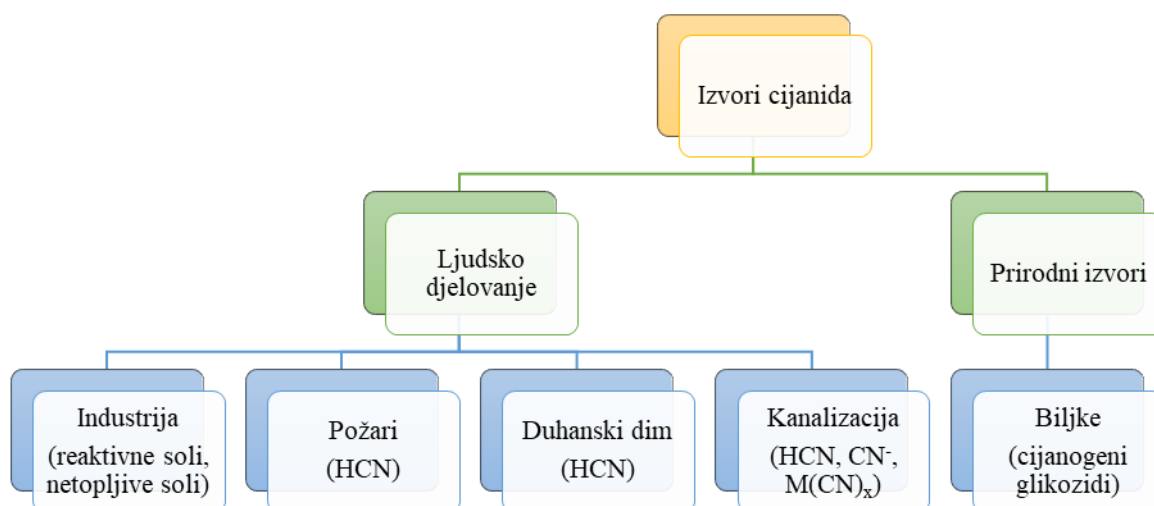 Izvori cijanida
Ljudsko
djelovanje
Prirodni izvori
Industrija
(reaktivne soli,
netopljive soli)
Požari
(HCN)
Duhanski dim
(HCN)
Kanalizacija
(HCN, CN⁻,
M(CN)ₓ)
Biljke
(cijanogeni
glikozidi)